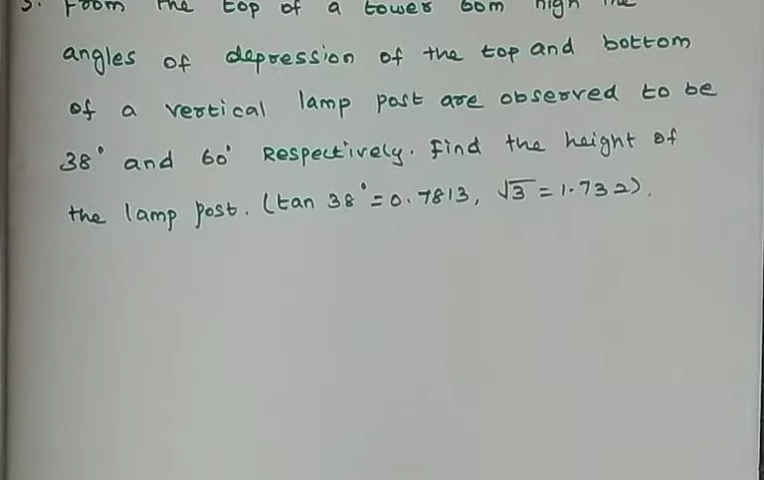 3. From the top of a tower 60m high the
angles of depression of the top and bottom
of a vertical lamp post are observed to be
38° and 60° Respectively. Find the height of
the lamp post. (tan 38° = 0.7813, √3 = 1.732).